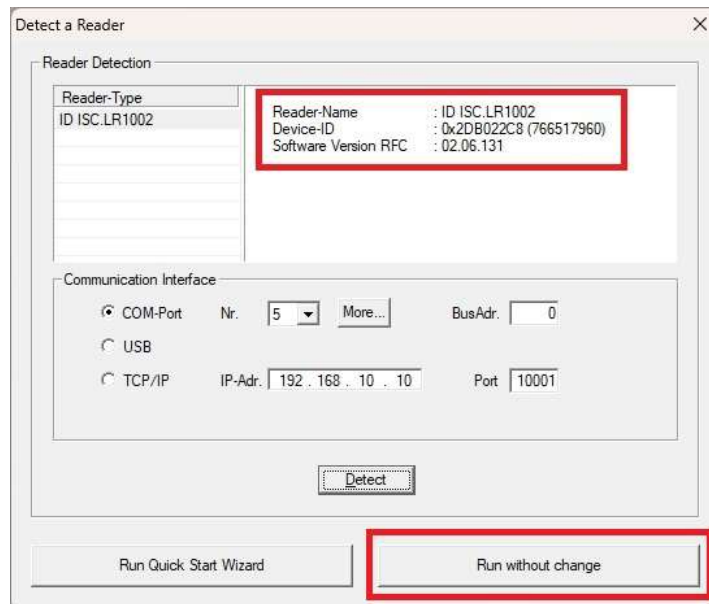 Detect a Reader
Reader Detection
Reader-Type
ID ISC.LR1002
Reader-Name : ID ISC.LR1002
Device-ID : 0x2DB022C8 (766517960)
Software Version RFC : 02.06.131
Communication Interface
COM-Port Nr. 5 More... BusAdr. 0
USB
TCP/IP IP-Adr. 192 . 168 . 10 . 10 Port 10001
Detect
Run Quick Start Wizard Run without change